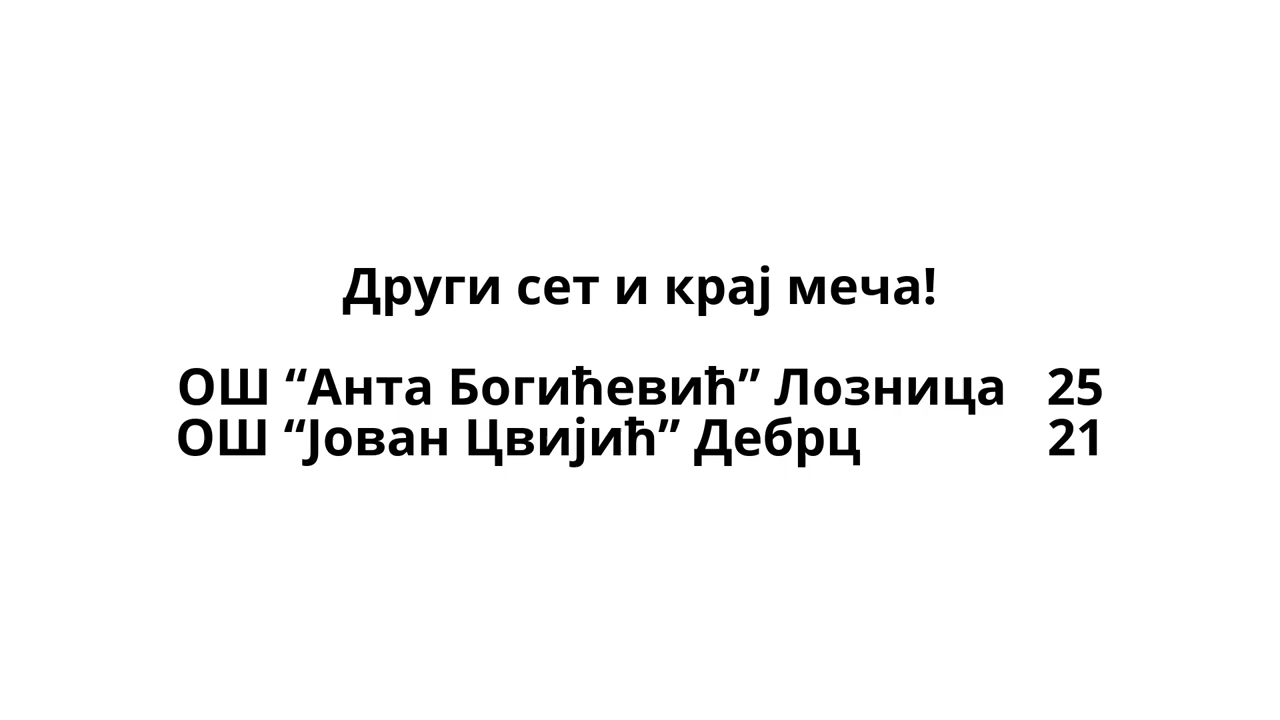 Други сет и крај меча!
ОШ “Анта Богићевић” Лозница 25
ОШ “Јован Цвијић” Дебрц 21